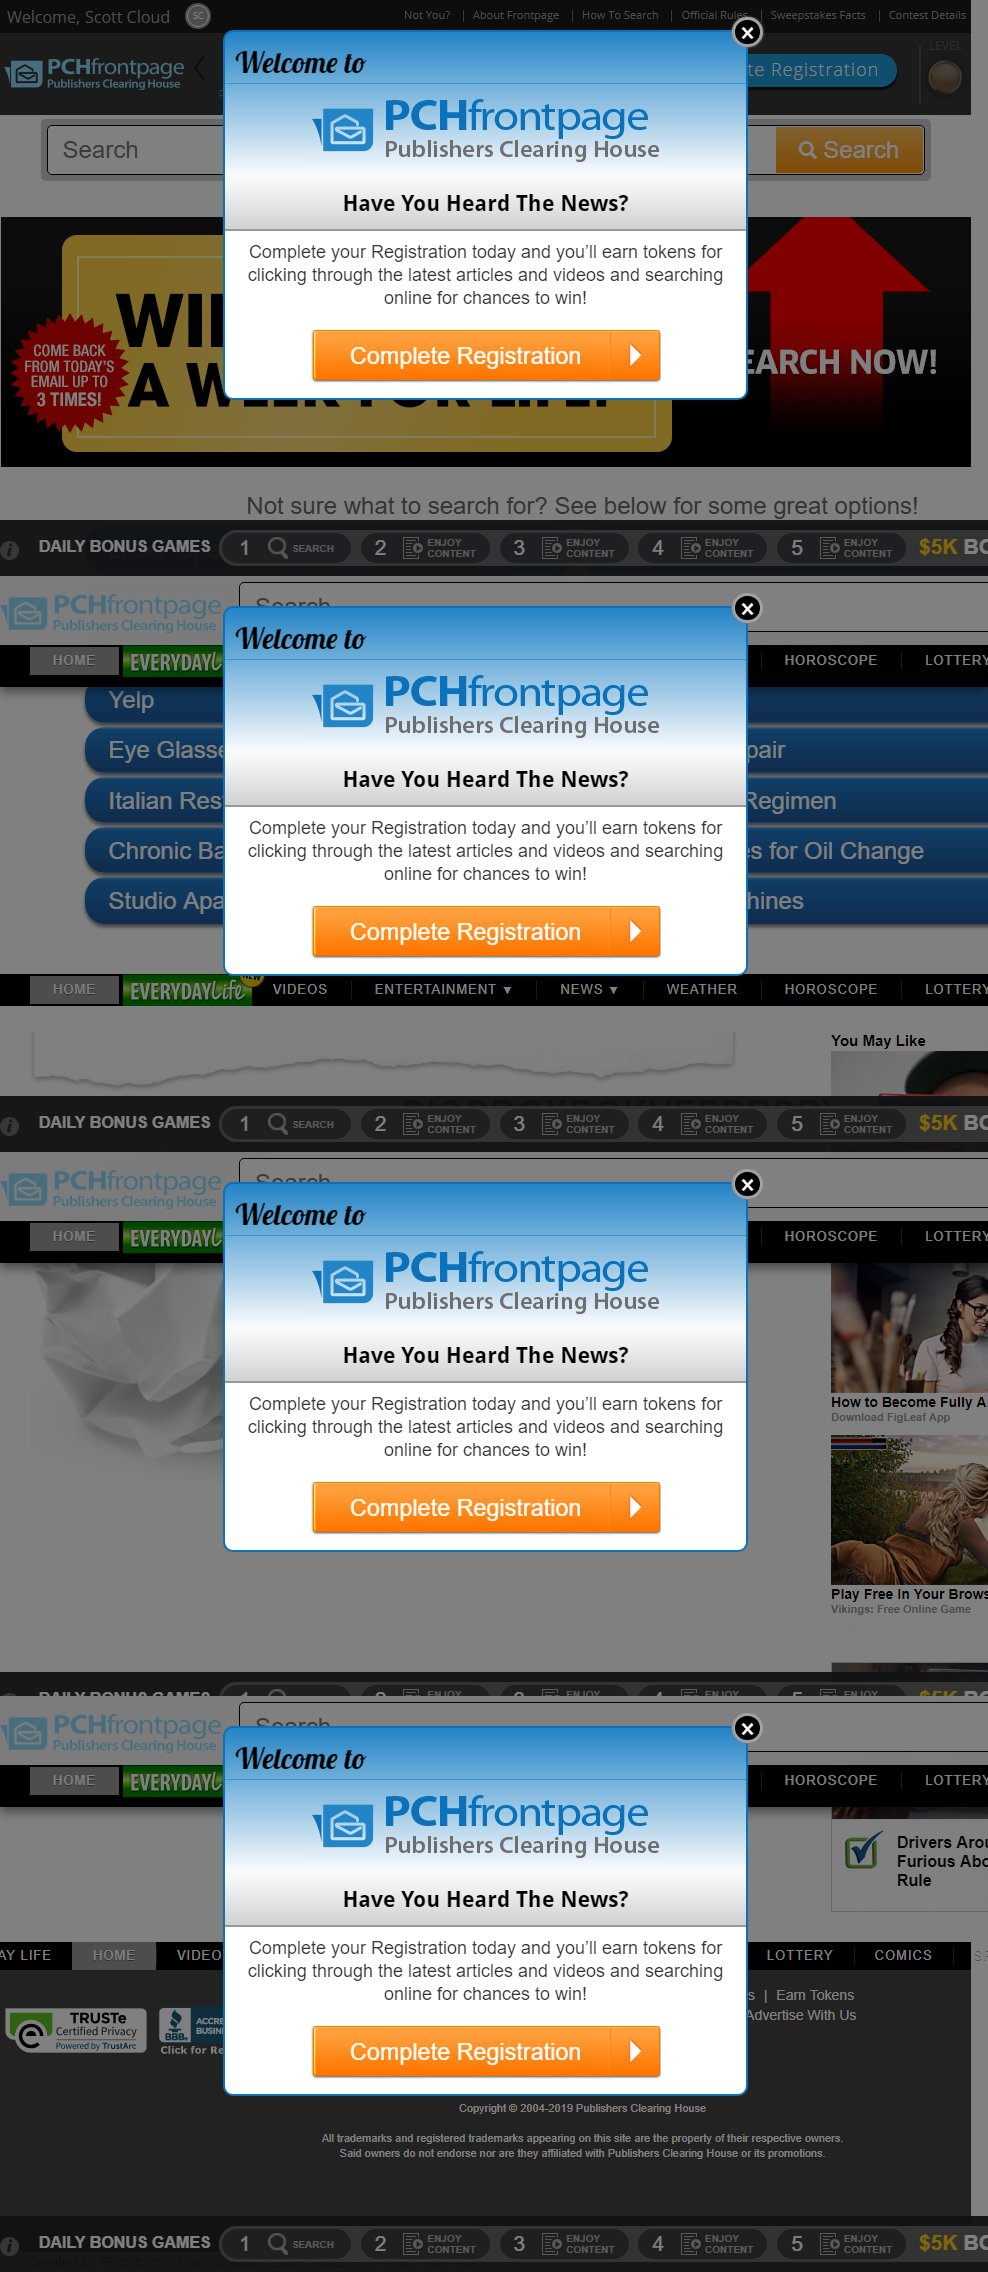 Welcome, Scott Cloud
SC
Not You? | About Frontpage | How To Search | Official Rules | Sweepstakes Facts | Contest Details
PCHfrontpage
Publishers Clearing House
te Registration
LEVEL
Welcome to
PCHfrontpage
Publishers Clearing House
Search
Search
Have You Heard The News?
Complete your Registration today and you'll earn tokens for
clicking through the latest articles and videos and searching
online for chances to win!
Complete Registration
WI
A W
FOR LIFE!
COME BACK
FROM TODAY'S
EMAIL UP TO
3 TIMES!
EARCH NOW!
Not sure what to search for? See below for some great options!
DAILY BONUS GAMES 1 SEARCH 2 ENJOY CONTENT 3 ENJOY CONTENT 4 ENJOY CONTENT 5 ENJOY CONTENT $5K BO
PCHfrontpage
Publishers Clearing House
Search
Welcome to
HOME EVERYDAYL HOROSCOPE LOTTERY
PCHfrontpage
Publishers Clearing House
Have You Heard The News?
Complete your Registration today and you'll earn tokens for
clicking through the latest articles and videos and searching
online for chances to win!
Complete Registration
Yelp
Eye Glasse
pair
Italian Res
Regimen
Chronic Ba
s for Oil Change
Studio Apa
hines
HOME EVERYDAYLife NEW VIDEOS ENTERTAINMENT ▼ NEWS ▼ WEATHER HOROSCOPE LOTTERY
You May Like
DAILY BONUS GAMES 1 SEARCH 2 ENJOY CONTENT 3 ENJOY CONTENT 4 ENJOY CONTENT 5 ENJOY CONTENT $5K BO
PCHfrontpage
Publishers Clearing House
Search
Welcome to
HOME EVERYDAYL HOROSCOPE LOTTERY
PCHfrontpage
Publishers Clearing House
Have You Heard The News?
Complete your Registration today and you'll earn tokens for
clicking through the latest articles and videos and searching
online for chances to win!
Complete Registration
How to Become Fully A
Download FigLeaf App
Play Free In Your Brows
Vikings: Free Online Game
DAILY BONUS GAMES 1 2 ENJOY 3 ENJOY 4 ENJOY 5 ENJOY $5K BO
PCHfrontpage
Publishers Clearing House
Search
Welcome to
HOME EVERYDAYL HOROSCOPE LOTTERY
PCHfrontpage
Publishers Clearing House
Have You Heard The News?
Complete your Registration today and you'll earn tokens for
clicking through the latest articles and videos and searching
online for chances to win!
Complete Registration
Drivers Arou
Furious Abo
Rule
AY LIFE HOME VIDEO LOTTERY COMICS SP
s | Earn Tokens
Advertise With Us
TRUSTe
Certified Privacy
Powered by TrustArc
BBB
ACCRE
BUSIN
Click for Re
Copyright © 2004-2019 Publishers Clearing House
All trademarks and registered trademarks appearing on this site are the property of their respective owners.
Said owners do not endorse nor are they affiliated with Publishers Clearing House or its promotions.
DAILY BONUS GAMES 1 SEARCH 2 ENJOY CONTENT 3 ENJOY CONTENT 4 ENJOY CONTENT 5 ENJOY CONTENT $5K BO